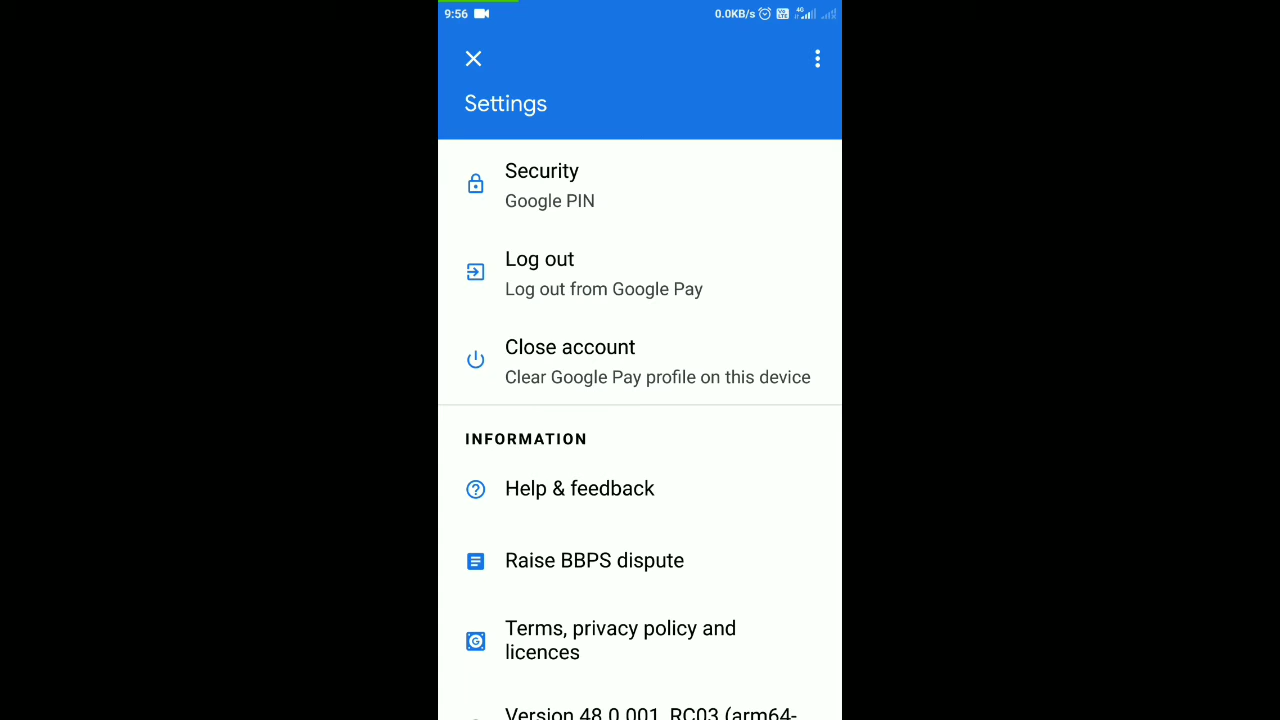 9:56 0.0KB/s 4G
Settings
Security
Google PIN
Log out
Log out from Google Pay
Close account
Clear Google Pay profile on this device
INFORMATION
Help & feedback
Raise BBPS dispute
Terms, privacy policy and
licences
Version 48.0.001_RC03 (arm64-